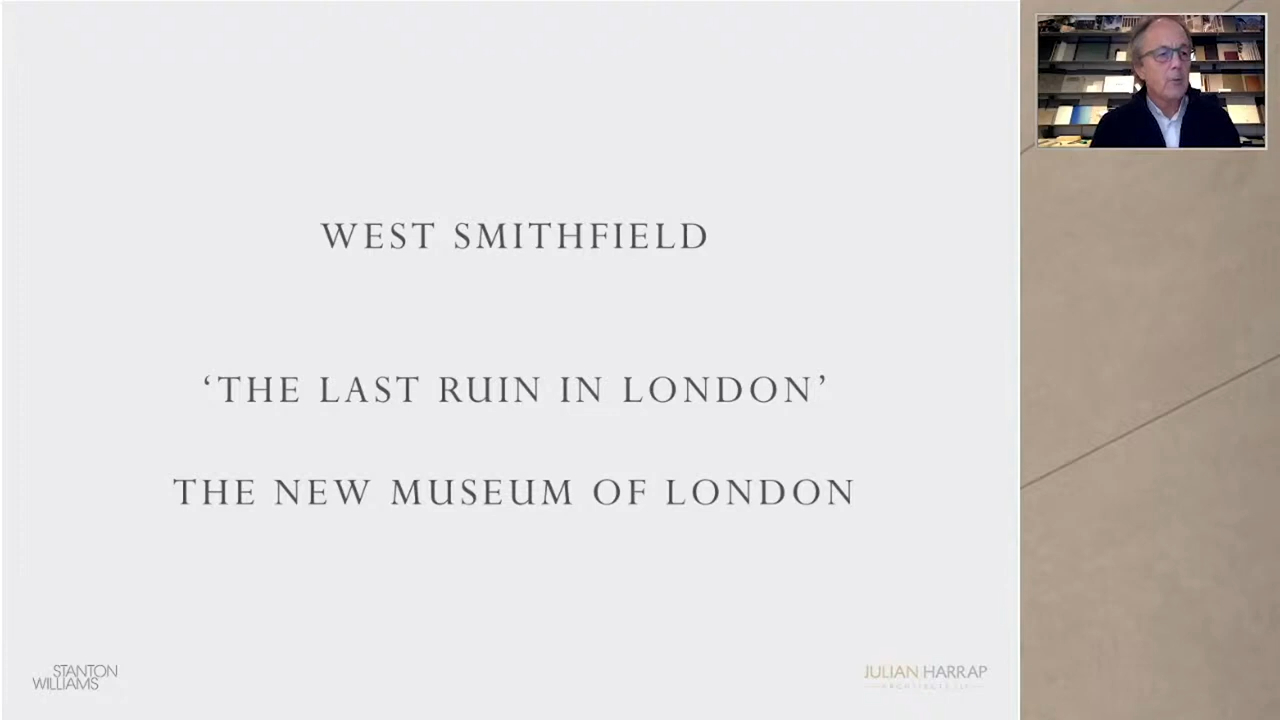 WEST SMITHFIELD
‘THE LAST RUIN IN LONDON’
THE NEW MUSEUM OF LONDON
STANTON
WILLIAMS
JULIAN HARRAP